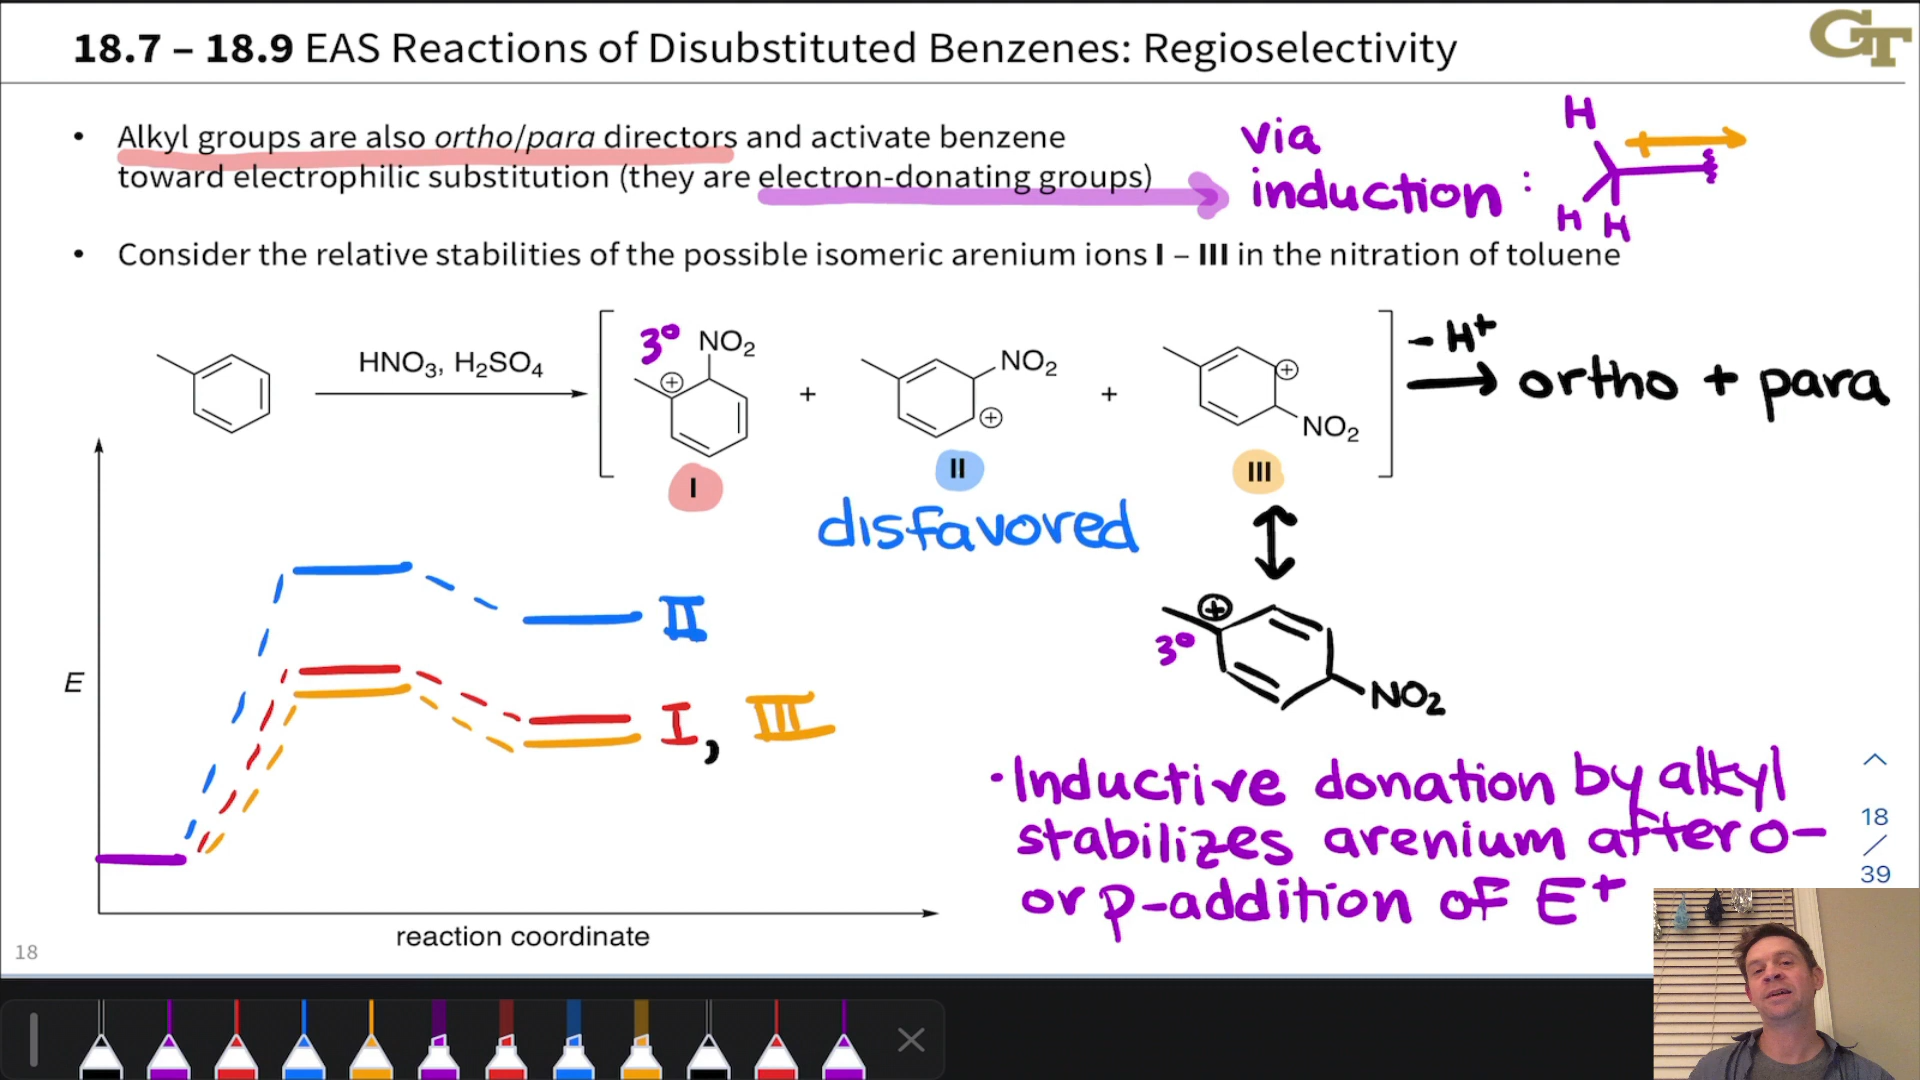 18.7 – 18.9 EAS Reactions of Disubstituted Benzenes: Regioselectivity
GT
• Alkyl groups are also ortho/para directors and activate benzene
toward electrophilic substitution (they are electron-donating groups)
via
induction :
H
H H
• Consider the relative stabilities of the possible isomeric arenium ions I – III in the nitration of toluene
HNO3, H2SO4
3° NO2
+
NO2
+
NO2
- H+
ortho + para
I
II
III
disfavored
3°
NO2
II
I, III
E
reaction coordinate
• Inductive donation by alkyl
stabilizes arenium after o-
or p-addition of E+
18
/
39
18